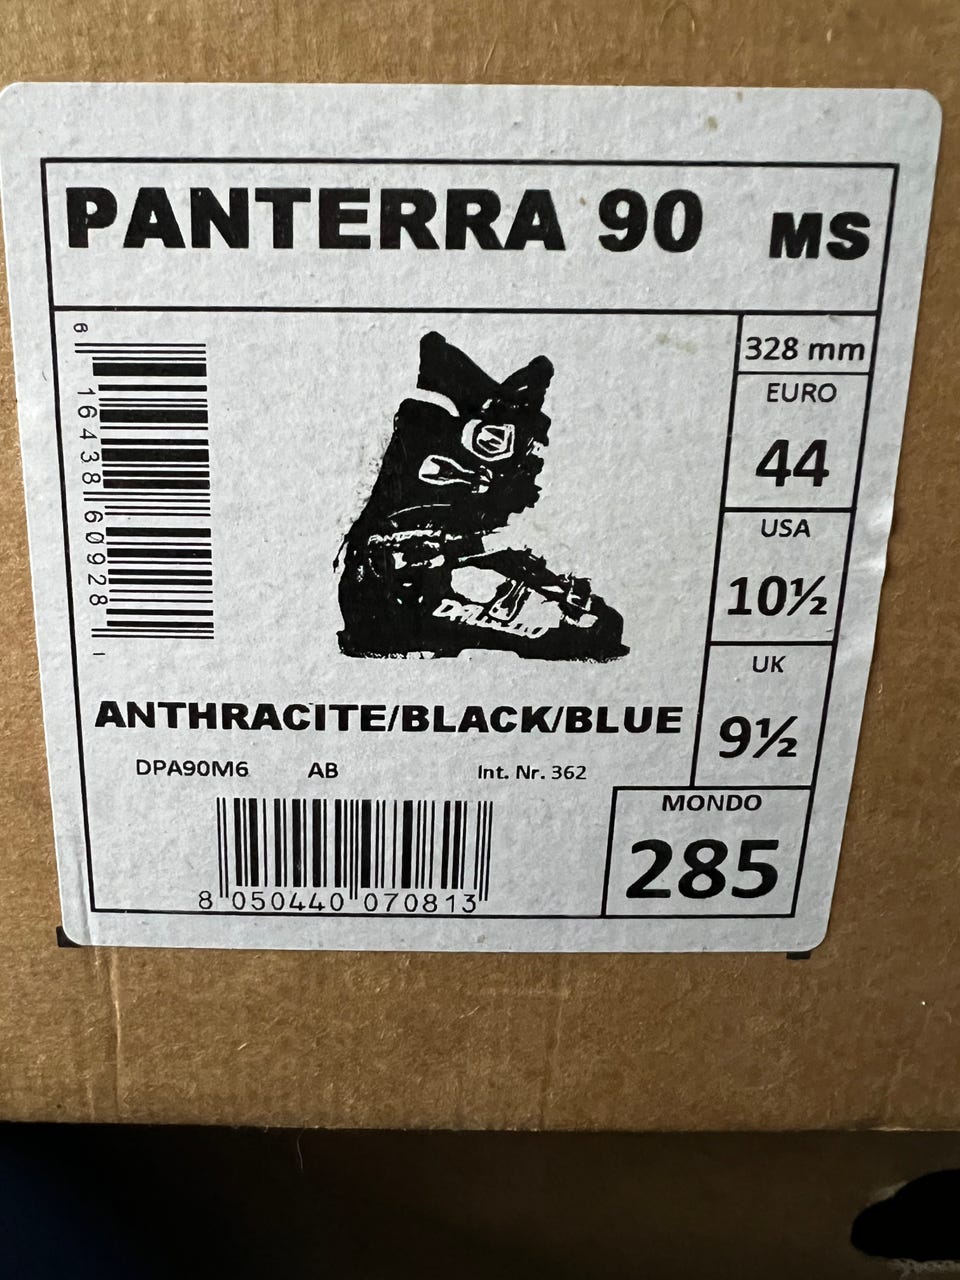 PANTERRA 90 MS
6 16438 60928 1
328 mm
EURO
44
USA
10½
UK
9½
ANTHRACITE/BLACK/BLUE
DPA90M6 AB Int. Nr. 362
MONDO
285
8 050440 070813